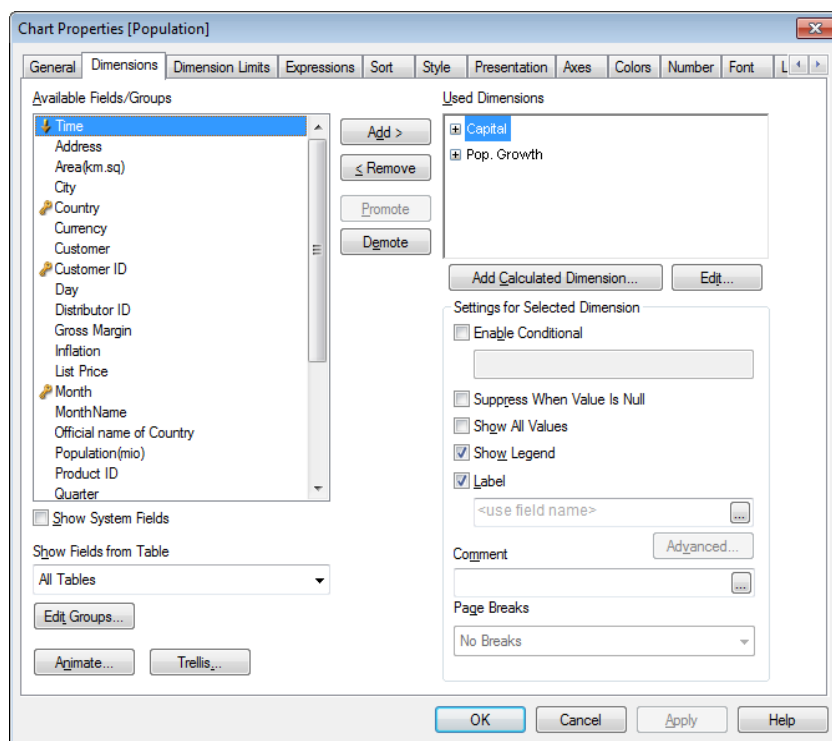 Chart Properties [Population]
General Dimensions Dimension Limits Expressions Sort Style Presentation Axes Colors Number Font L
Available Fields/Groups
Time
Address
Area(km.sq)
City
Country
Currency
Customer
Customer ID
Day
Distributor ID
Gross Margin
Inflation
List Price
Month
MonthName
Official name of Country
Population(mio)
Product ID
Quarter
Show System Fields
Show Fields from Table
All Tables
Edit Groups...
Animate... Trellis...
Add >
< Remove
Promote
Demote
Used Dimensions
Capital
Pop. Growth
Add Calculated Dimension... Edit...
Settings for Selected Dimension
Enable Conditional
Suppress When Value Is Null
Show All Values
Show Legend
Label
<use field name> ...
Advanced...
Comment
...
Page Breaks
No Breaks
OK Cancel Apply Help